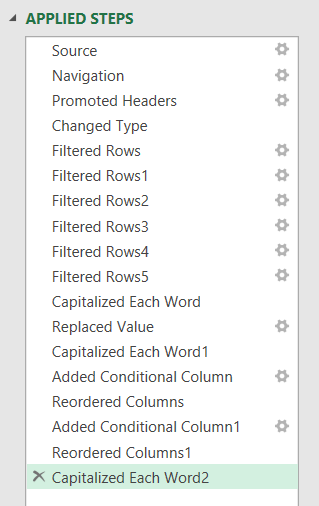 APPLIED STEPS
Source
Navigation
Promoted Headers
Changed Type
Filtered Rows
Filtered Rows1
Filtered Rows2
Filtered Rows3
Filtered Rows4
Filtered Rows5
Capitalized Each Word
Replaced Value
Capitalized Each Word1
Added Conditional Column
Reordered Columns
Added Conditional Column1
Reordered Columns1
Capitalized Each Word2